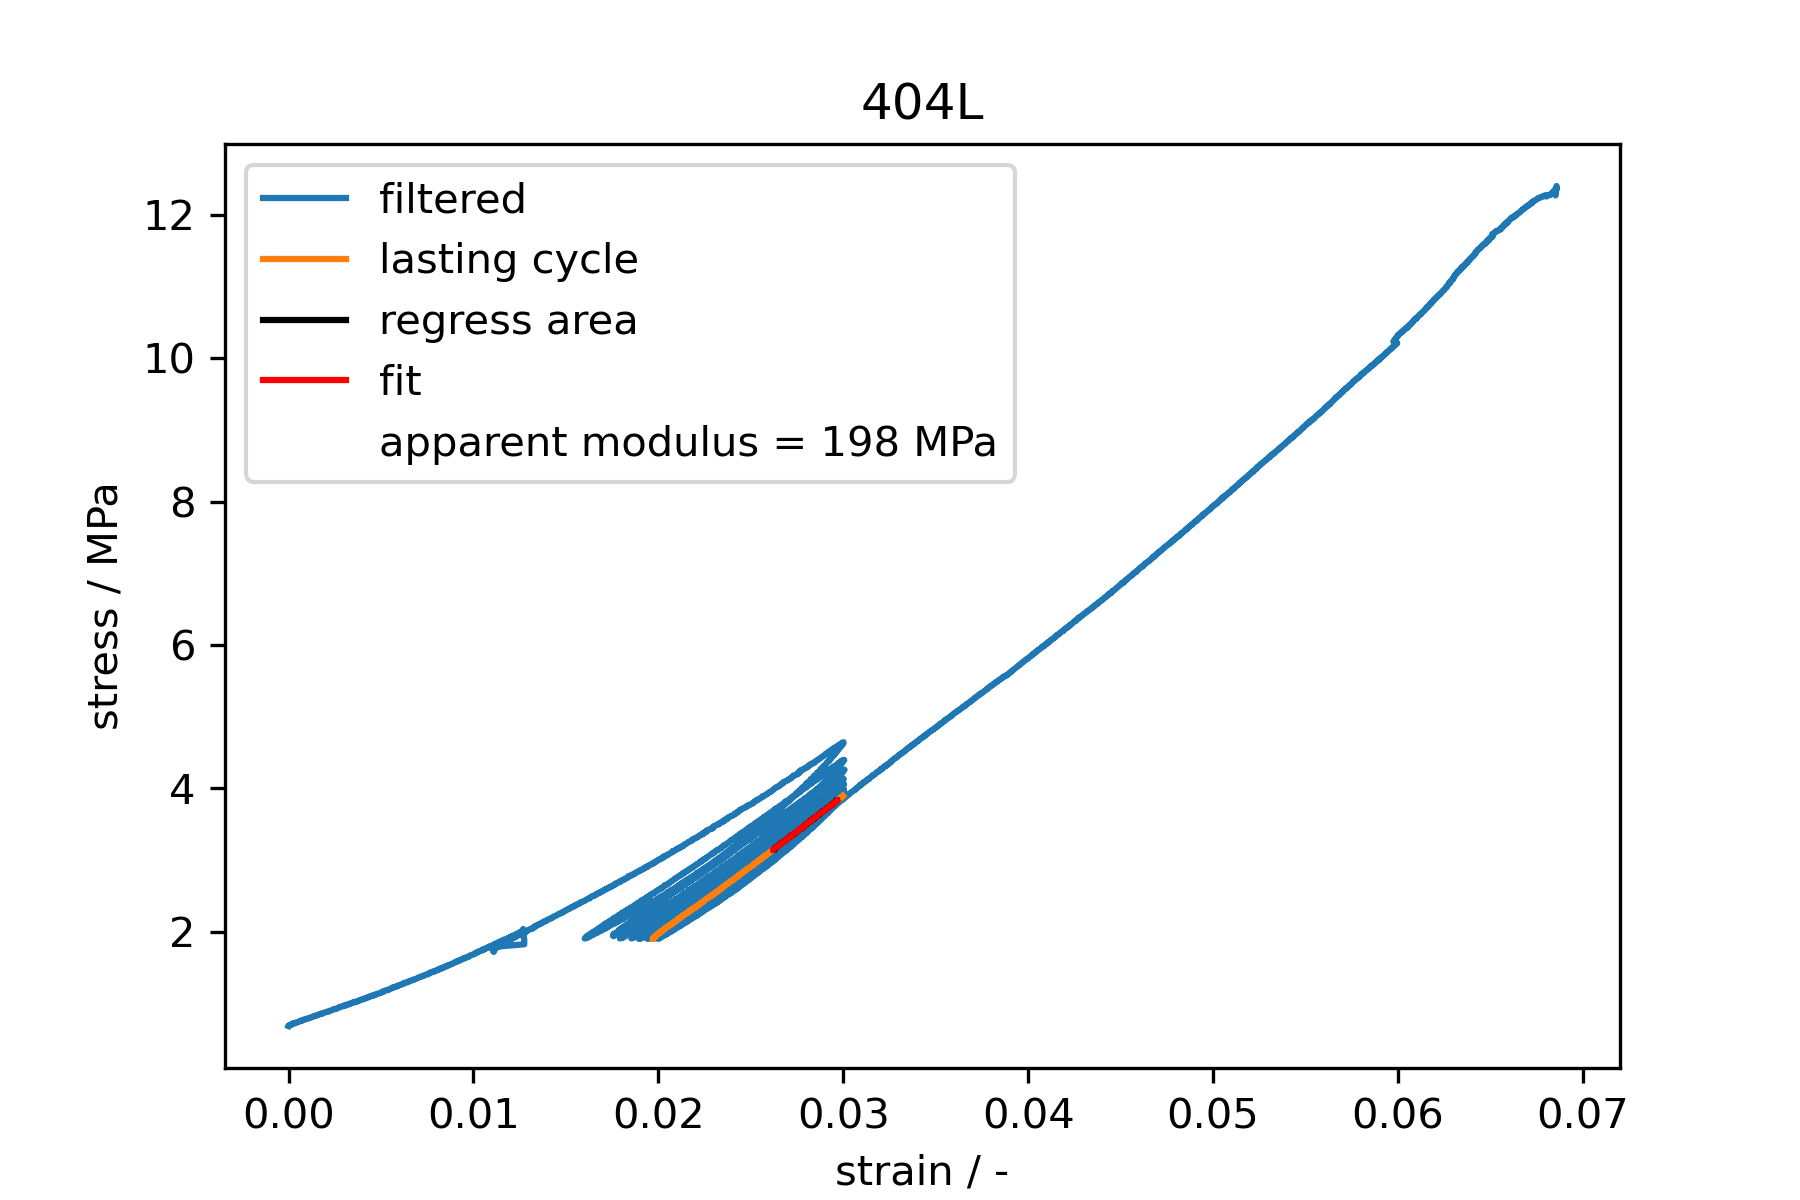 404L
filtered
lasting cycle
regress area
fit
apparent modulus = 198 MPa
stress / MPa
12
10
8
6
4
2
0.00 0.01 0.02 0.03 0.04 0.05 0.06 0.07
strain / -